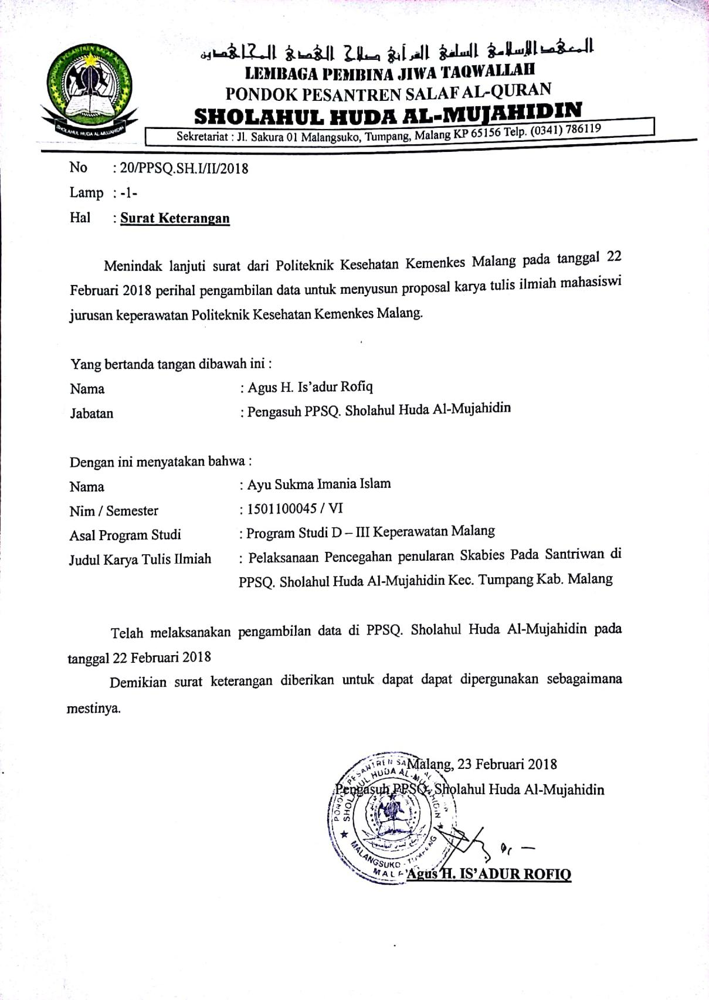 المعهد الإسلامي السلفي القرآني صلاح الهدى المجاهدين
LEMBAGA PEMBINA JIWA TAQWALLAH
PONDOK PESANTREN SALAF AL-QURAN
SHOLAHUL HUDA AL-MUJAHIDIN
Sekretariat : Jl. Sakura 01 Malangsuko, Tumpang, Malang KP 65156 Telp. (0341) 786119
SHOLAHUL HUDA AL-MUJAHIDIN
No : 20/PPSQ.SH.I/II/2018
Lamp : -1-
Hal : Surat Keterangan
Menindak lanjuti surat dari Politeknik Kesehatan Kemenkes Malang pada tanggal 22
Februari 2018 perihal pengambilan data untuk menyusun proposal karya tulis ilmiah mahasiswi
jurusan keperawatan Politeknik Kesehatan Kemenkes Malang.
Yang bertanda tangan dibawah ini :
Nama : Agus H. Is'adur Rofiq
Jabatan : Pengasuh PPSQ. Sholahul Huda Al-Mujahidin
Dengan ini menyatakan bahwa :
Nama : Ayu Sukma Imania Islam
Nim / Semester : 1501100045 / VI
Asal Program Studi : Program Studi D – III Keperawatan Malang
Judul Karya Tulis Ilmiah : Pelaksanaan Pencegahan penularan Skabies Pada Santriwan di
PPSQ. Sholahul Huda Al-Mujahidin Kec. Tumpang Kab. Malang
Telah melaksanakan pengambilan data di PPSQ. Sholahul Huda Al-Mujahidin pada
tanggal 22 Februari 2018
Demikian surat keterangan diberikan untuk dapat dapat dipergunakan sebagaimana
mestinya.
Malang, 23 Februari 2018
Pengasuh PPSQ. Sholahul Huda Al-Mujahidin
SHOLAHUL HUDA AL-MUJAHIDIN
MALANGSUKO - TUMPANG
Agus H. IS'ADUR ROFIQ